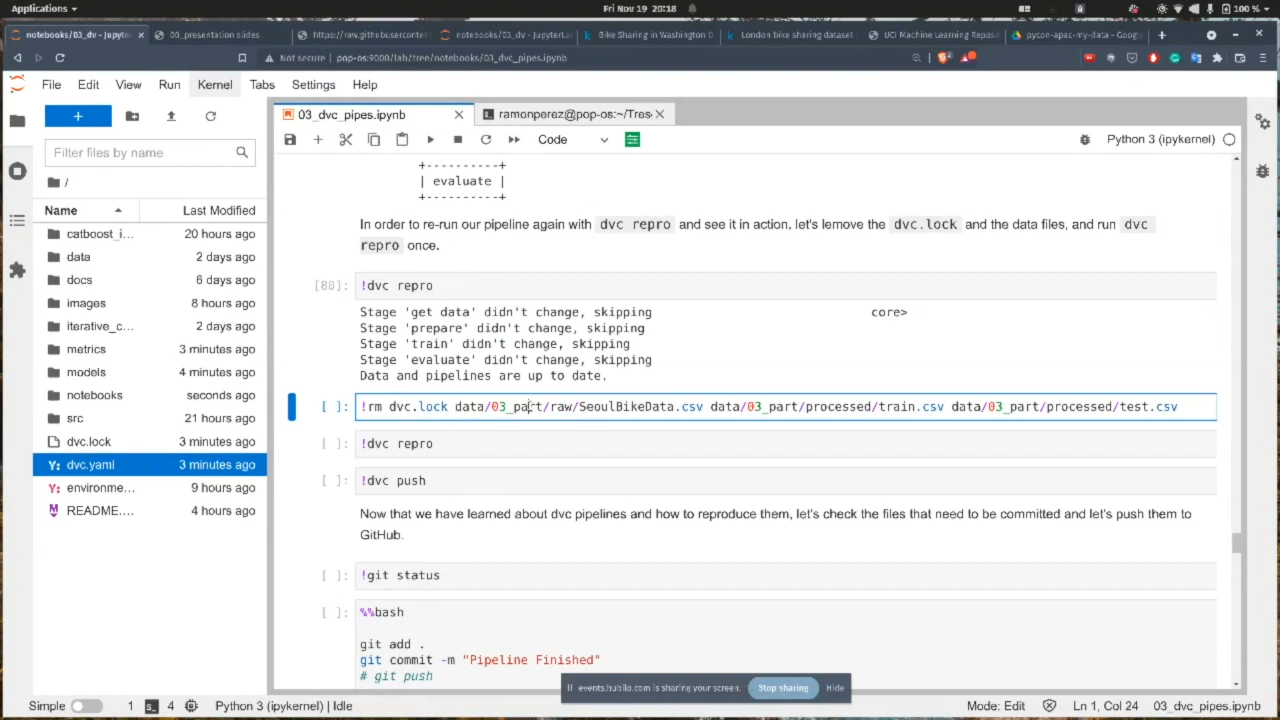 Applications
Fri Nov 19 20:18
100 %
notebooks/03_dv - JupyterL
00_presentation slides
https://raw.githubusercontent
notebooks/03_dv - JupyterLab
Bike Sharing in Washington D
London bike sharing dataset
UCI Machine Learning Reposi
pycon-apac-my-data - Google
Not secure | pop-os:9000/lab/tree/notebooks/03_dvc_pipes.ipynb
File Edit View Run Kernel Tabs Settings Help
03_dvc_pipes.ipynb
ramonperez@pop-os:~/Tresc
Code
Python 3 (ipykernel)
Filter files by name
/
Name Last Modified
catboost_i... 20 hours ago
data 2 days ago
docs 6 days ago
images 8 hours ago
iterative_c... 2 days ago
metrics 3 minutes ago
models 4 minutes ago
notebooks seconds ago
src 21 hours ago
dvc.lock 3 minutes ago
Y: dvc.yaml 3 minutes ago
Y: environme... 9 hours ago
README.... 4 hours ago
+----------+
| evaluate |
+----------+
In order to re-run our pipeline again with dvc repro and see it in action, let's lemove the dvc.lock and the data files, and run dvc
repro once.
[80]: !dvc repro
Stage 'get data' didn't change, skipping core>
Stage 'prepare' didn't change, skipping
Stage 'train' didn't change, skipping
Stage 'evaluate' didn't change, skipping
Data and pipelines are up to date.
[ ]: !rm dvc.lock data/03_part/raw/SeoulBikeData.csv data/03_part/processed/train.csv data/03_part/processed/test.csv
[ ]: !dvc repro
[ ]: !dvc push
Now that we have learned about dvc pipelines and how to reproduce them, let's check the files that need to be committed and let's push them to
GitHub.
[ ]: !git status
[ ]: %%bash
git add .
git commit -m "Pipeline Finished"
# git push
events.hubilo.com is sharing your screen. Stop sharing Hide
Simple 1 4 Python 3 (ipykernel) | Idle
Mode: Edit Ln 1, Col 24 03_dvc_pipes.ipynb